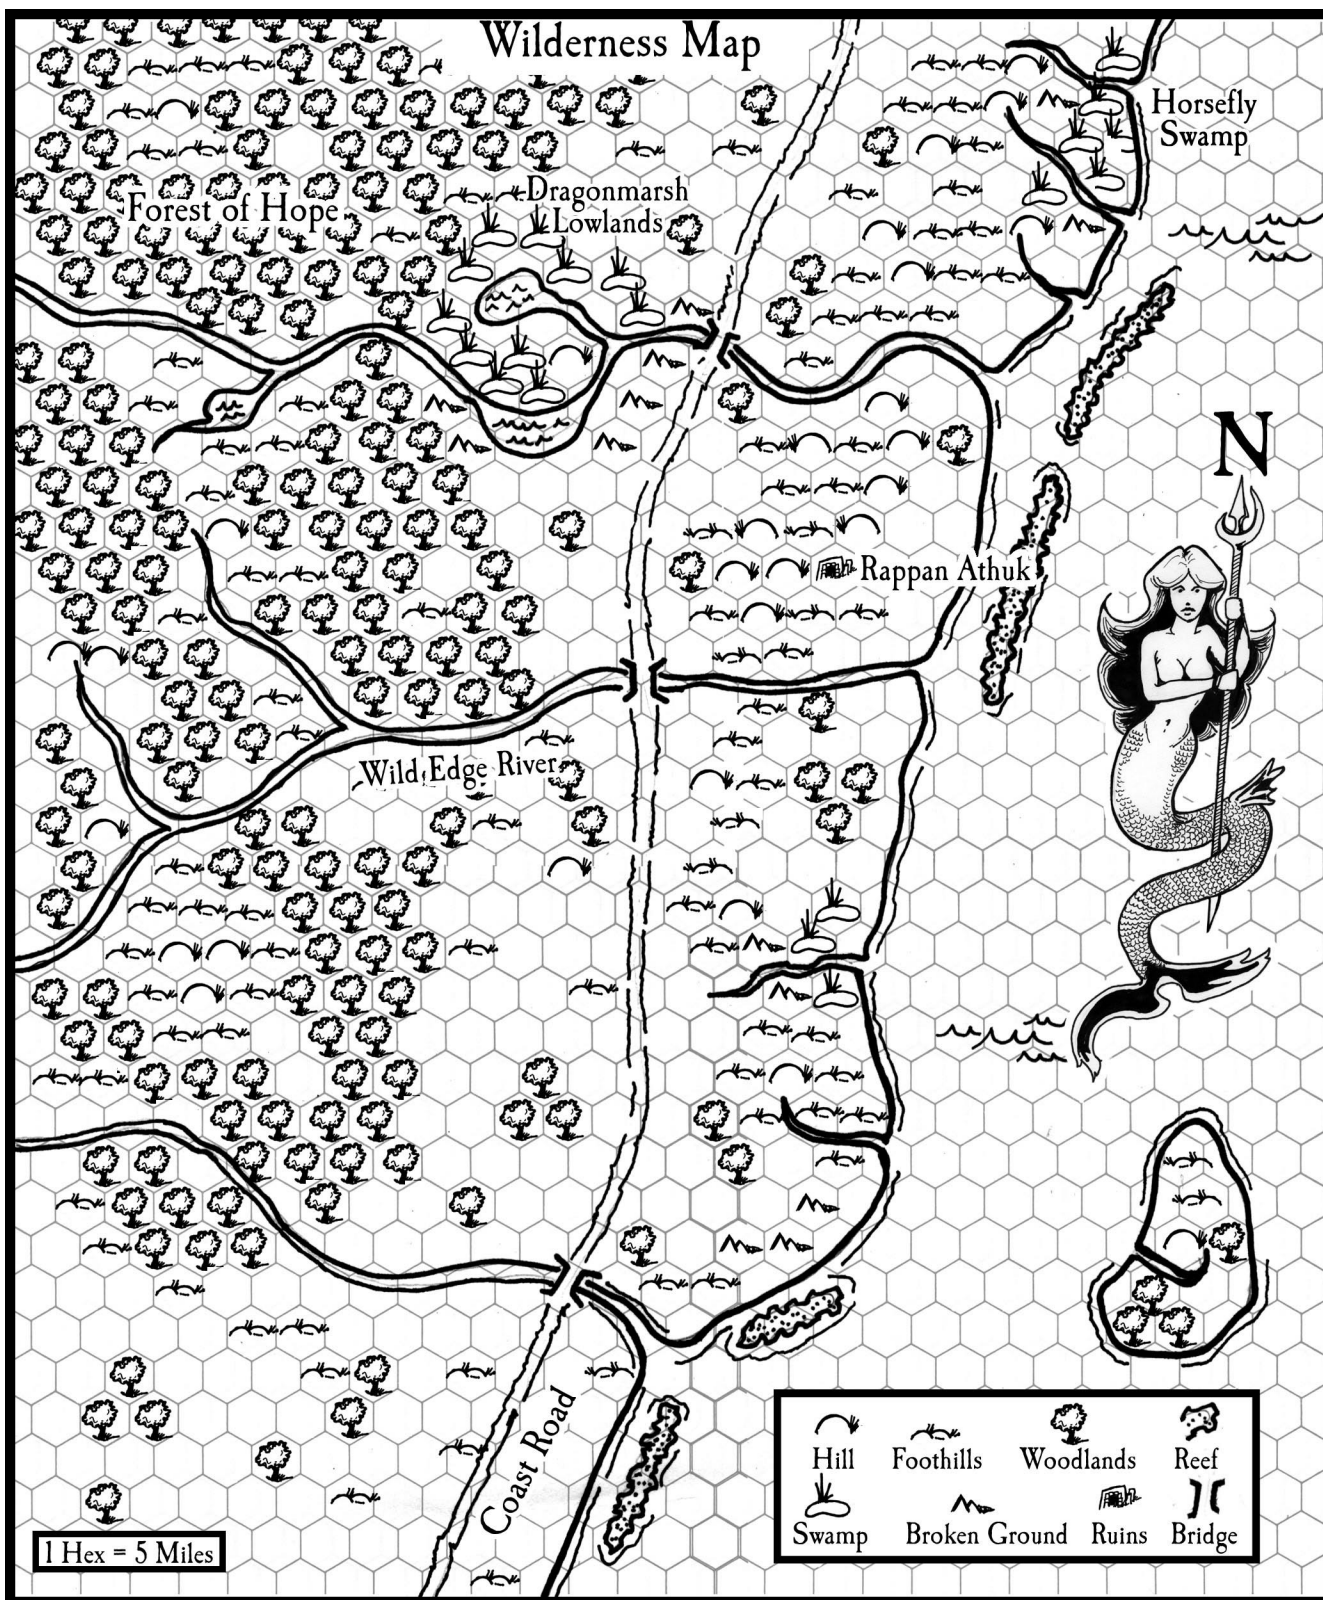 Wilderness Map
Horsefly
Swamp
Dragonmarsh
Lowlands
Forest of Hope
N
Rappan Athuk
Wild Edge River
Coast Road
Hill
Foothills
Woodlands
Reef
Swamp
Broken Ground
Ruins
Bridge
1 Hex = 5 Miles